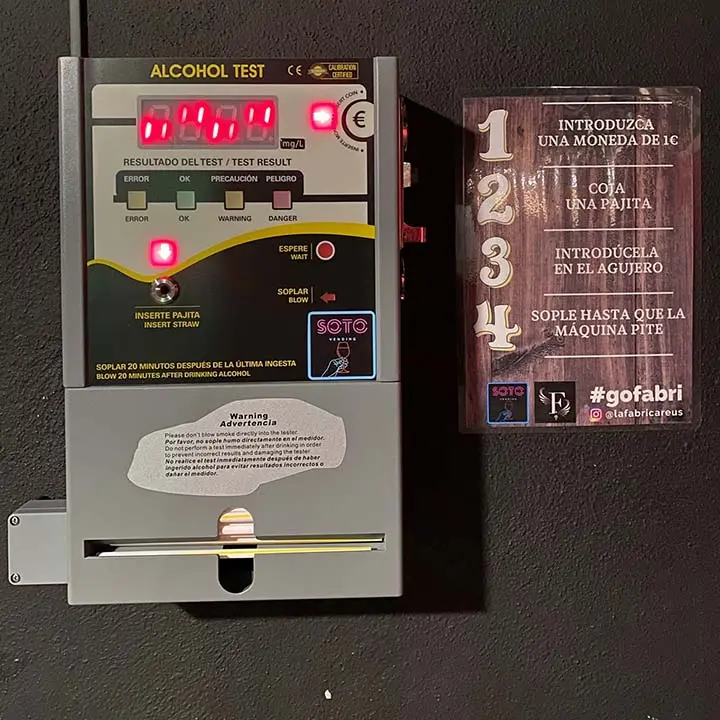 ALCOHOL TEST
CE
CALIBRATION
CERTIFIED
INSERT COIN
€
mg/L
RESULTADO DEL TEST / TEST RESULT
ERROR OK PRECAUCIÓN PELIGRO
ERROR OK WARNING DANGER
ESPERE
WAIT
SOPLAR
BLOW
INSERTE PAJITA
INSERT STRAW
SOTO
VENDING
SOPLAR 20 MINUTOS DESPUÉS DE LA ÚLTIMA INGESTA
BLOW 20 MINUTES AFTER DRINKING ALCOHOL
Warning
Advertencia
Please don't blow smoke directly into the tester.
Por favor, no sople humo directamente en el medidor.
Do not perform a test immediately after drinking in order
to prevent incorrect results and damaging the tester.
No realice el test inmediatamente después de haber
ingerido alcohol para evitar resultados incorrectos o
dañar el medidor.
1 INTRODUZCA
UNA MONEDA DE 1€
2 COJA
UNA PAJITA
3 INTRODÚCELA
EN EL AGUJERO
4 SOPLE HASTA QUE LA
MÁQUINA PITE
SOTO
VENDING
F
#gofabri
@lafabricareus